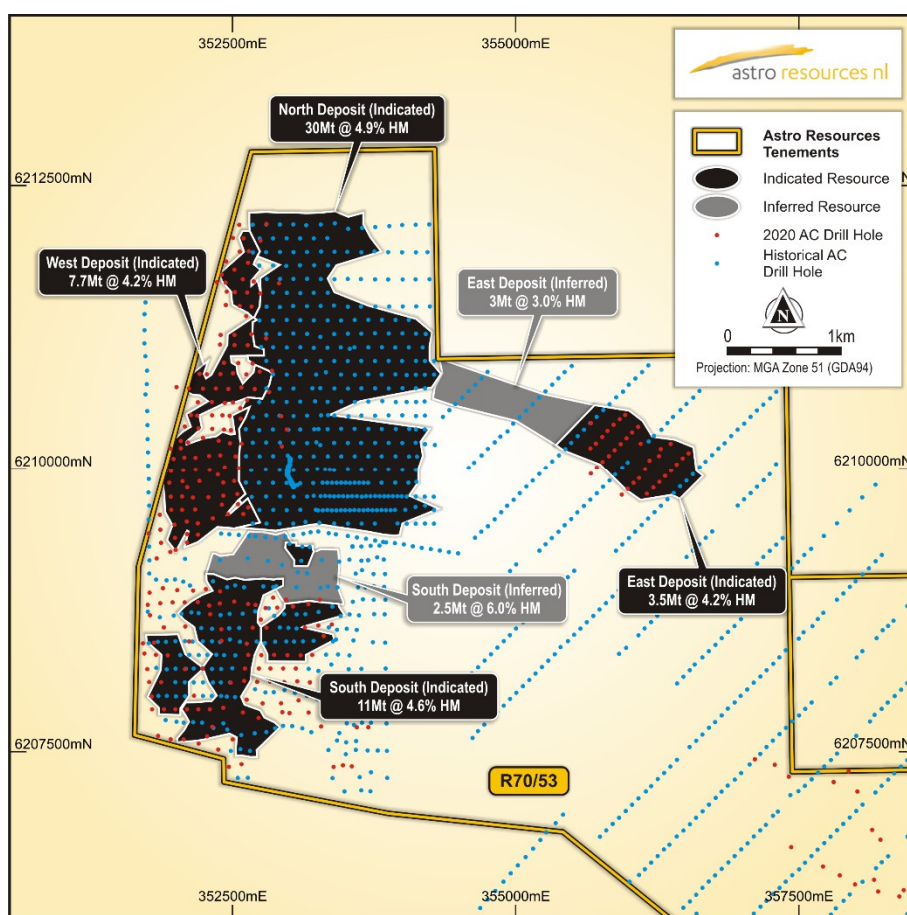 352500mE
355000mE
astro resources nl
North Deposit (Indicated)
30Mt @ 4.9% HM
Astro Resources
Tenements
6212500mN
Indicated Resource
Inferred Resource
2020 AC Drill Hole
Historical AC
Drill Hole
West Deposit (Indicated)
7.7Mt @ 4.2% HM
East Deposit (Inferred)
3Mt @ 3.0% HM
N
0
1km
Projection: MGA Zone 51 (GDA94)
6210000mN
6210000mN
South Deposit (Inferred)
2.5Mt @ 6.0% HM
East Deposit (Indicated)
3.5Mt @ 4.2% HM
South Deposit (Indicated)
11Mt @ 4.6% HM
6207500mN
6207500mN
R70/53
352500mE
355000mE
357500mE